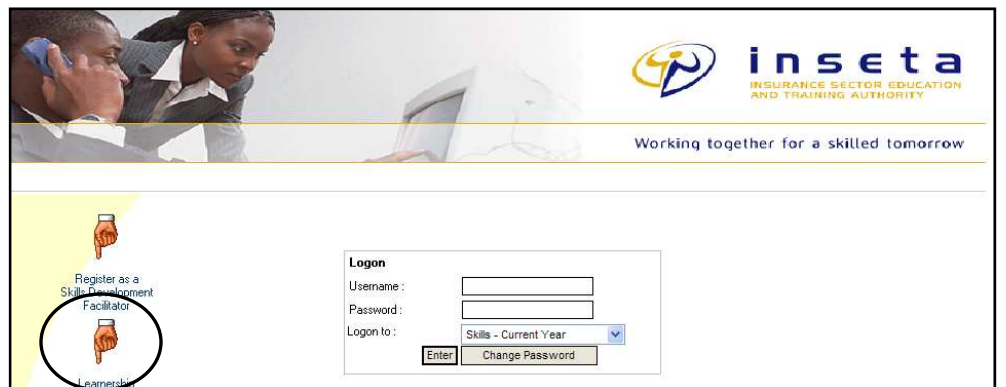 inseta
INSURANCE SECTOR EDUCATION
AND TRAINING AUTHORITY
Working together for a skilled tomorrow
Register as a
Skills Development
Facilitator
Learnership
Logon
Username :
Password :
Logon to :
Skills - Current Year
Enter
Change Password